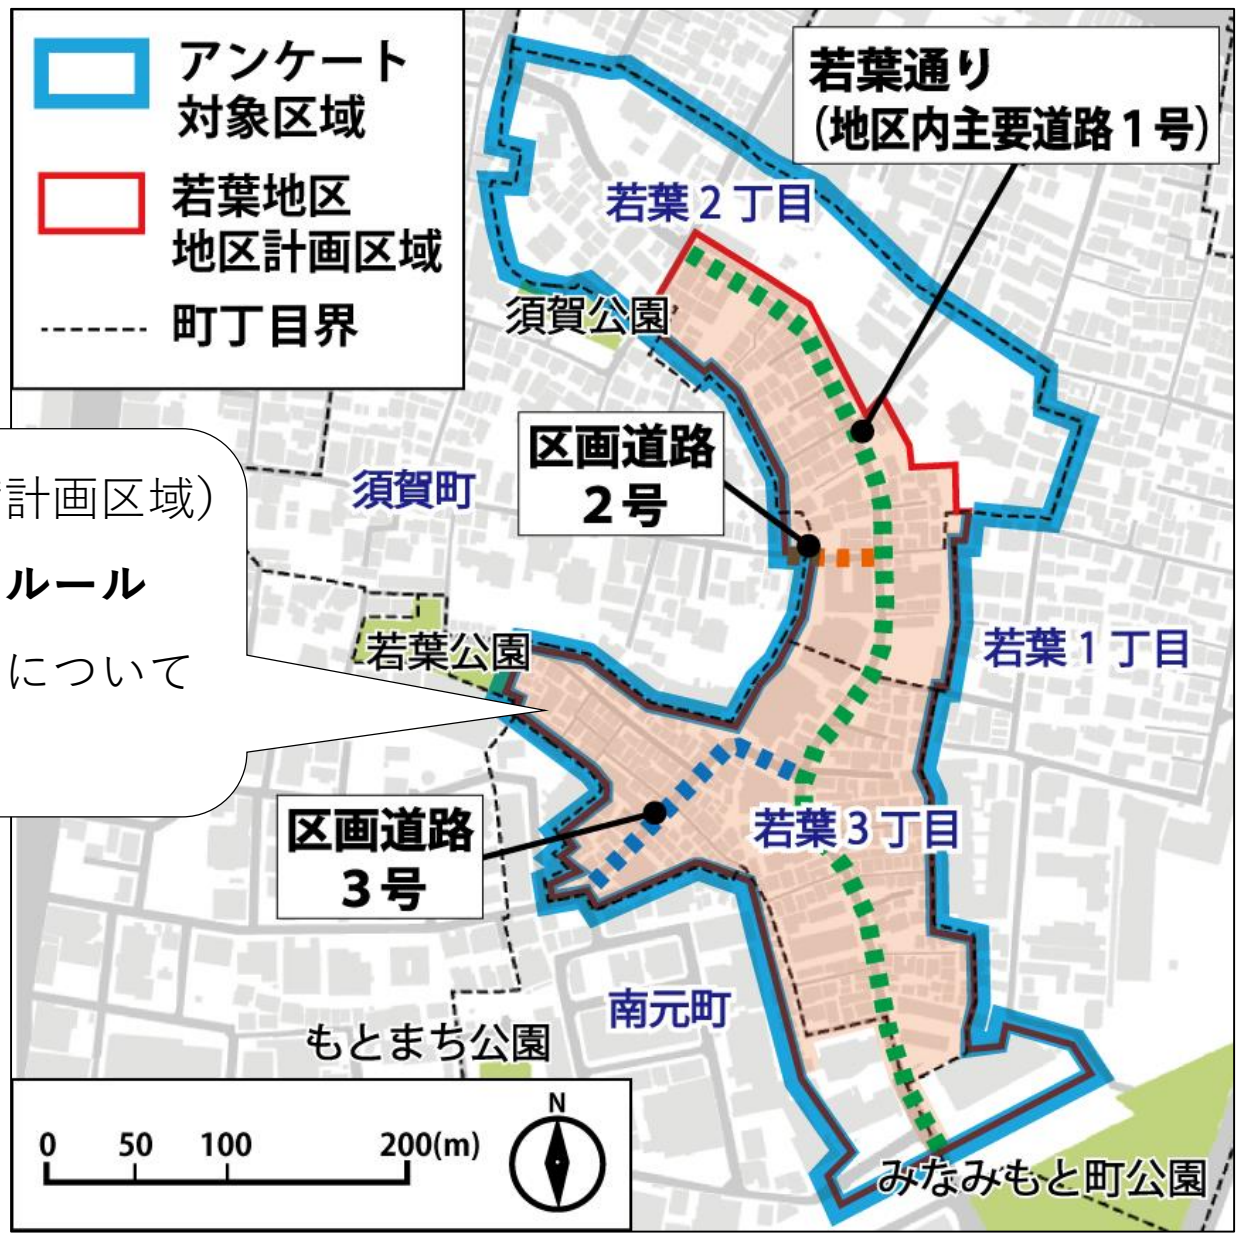 アンケート
対象区域
若葉地区
地区計画区域
町丁目界
若葉通り
（地区内主要道路１号）
若葉２丁目
須賀公園
区画道路
２号
須賀町
計画区域）
ルール
について
若葉公園
若葉１丁目
若葉３丁目
区画道路
３号
南元町
もとまち公園
みなみもと町公園
0 50 100 200(m)
N